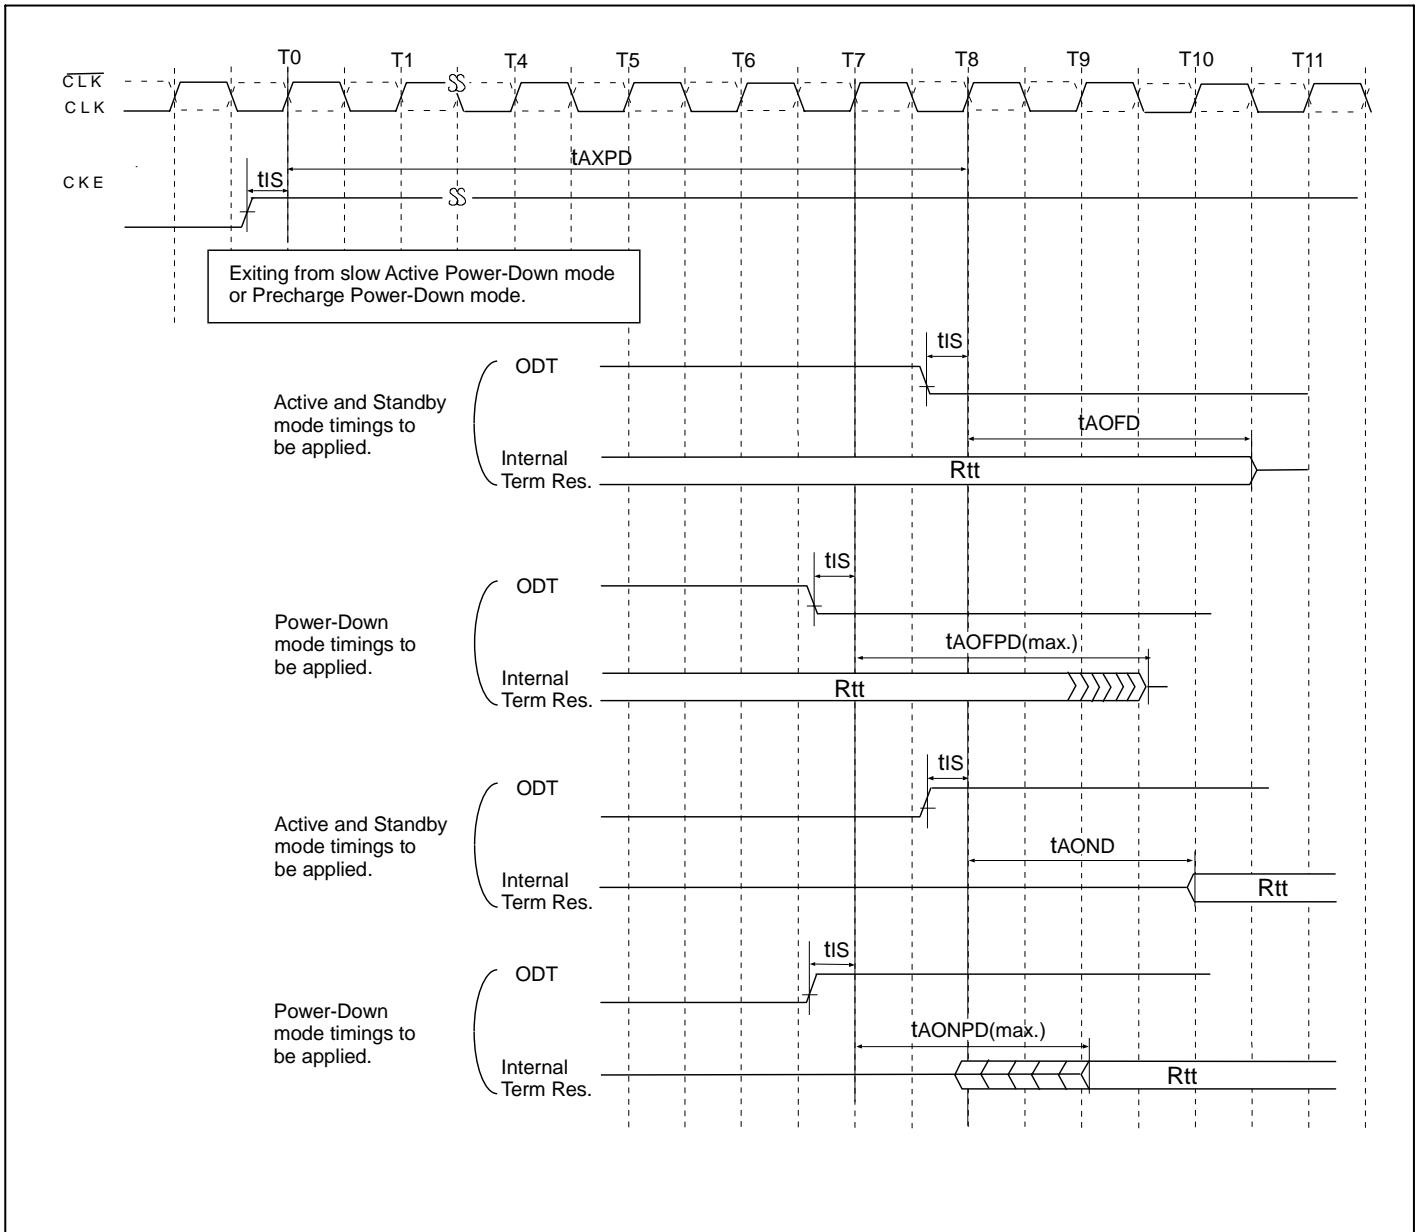 T0 T1 T4 T5 T6 T7 T8 T9 T10 T11
CLK
CLK
tAXPD
CKE
tIS
Exiting from slow Active Power-Down mode
or Precharge Power-Down mode.
tIS
ODT
Active and Standby
mode timings to
be applied.
tAOFD
Internal
Term Res.
Rtt
tIS
ODT
Power-Down
mode timings to
be applied.
tAOFPD(max.)
Internal
Term Res.
Rtt
tIS
ODT
Active and Standby
mode timings to
be applied.
tAOND
Internal
Term Res.
Rtt
tIS
ODT
Power-Down
mode timings to
be applied.
tAONPD(max.)
Internal
Term Res.
Rtt